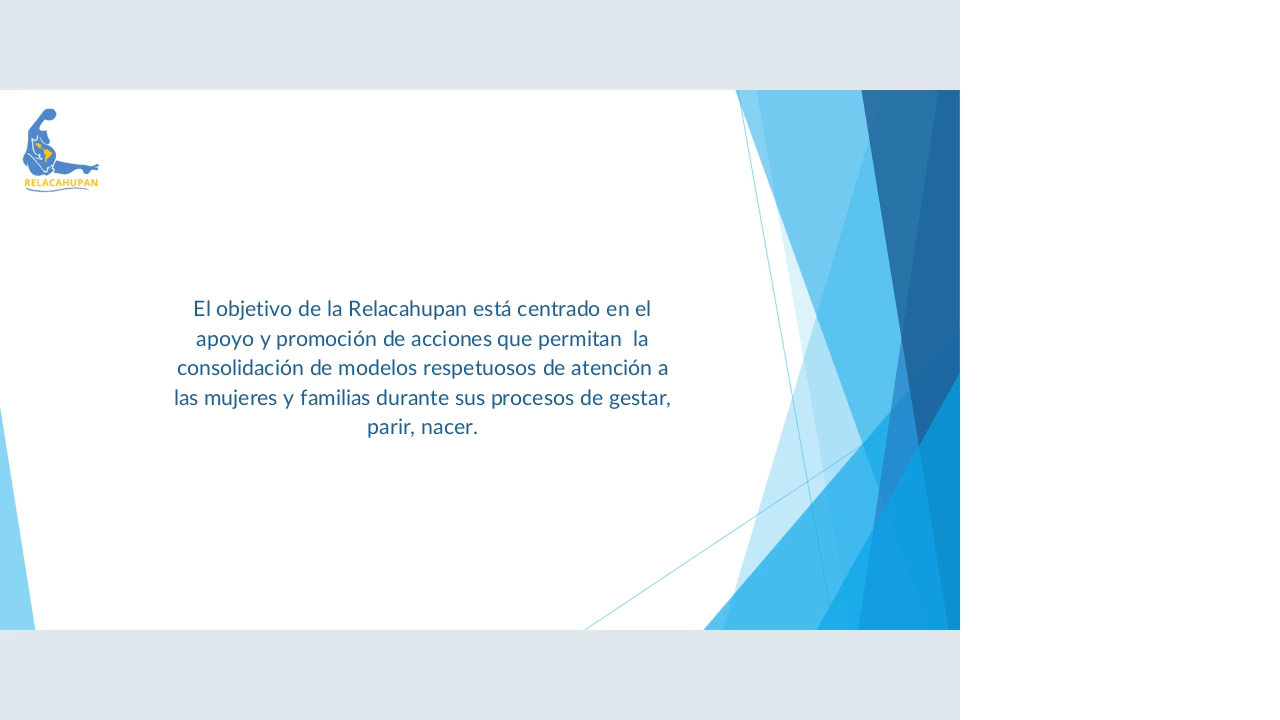 RELACAHUPAN
El objetivo de la Relacahupan está centrado en el
apoyo y promoción de acciones que permitan  la
consolidación de modelos respetuosos de atención a
las mujeres y familias durante sus procesos de gestar,
parir, nacer.